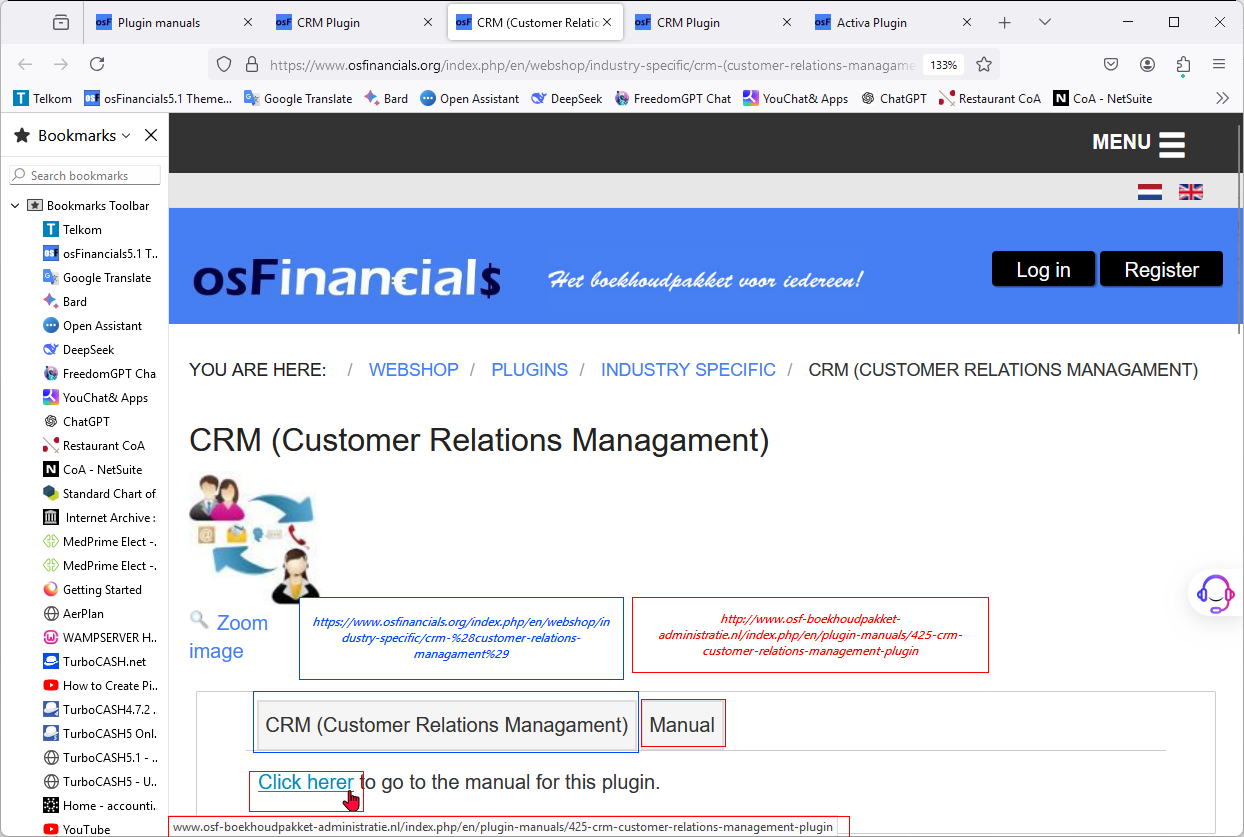 Plugin manuals
CRM Plugin
CRM (Customer Relatio
CRM Plugin
Activa Plugin
https://www.osfinancials.org/index.php/en/webshop/industry-specific/crm-(customer-relations-managame
133%
Telkom
osFinancials5.1 Theme...
Google Translate
Bard
Open Assistant
DeepSeek
FreedomGPT Chat
YouChat& Apps
ChatGPT
Restaurant CoA
CoA - NetSuite
Bookmarks
Search bookmarks
Bookmarks Toolbar
Telkom
osFinancials5.1 T..
Google Translate
Bard
Open Assistant
DeepSeek
FreedomGPT Cha
YouChat& Apps
ChatGPT
Restaurant CoA
CoA - NetSuite
Standard Chart of
Internet Archive :
MedPrime Elect -.
MedPrime Elect -.
Getting Started
AerPlan
WAMPSERVER H..
TurboCASH.net
How to Create Pi..
TurboCASH4.7.2 ..
TurboCASH5 Onl.
TurboCASH5.1 - ..
TurboCASH5 - U..
Home - accounti..
YouTube
MENU
osFinanc€ial$
Het boekhoudpakket voor iedereen!
Log in
Register
YOU ARE HERE: / WEBSHOP / PLUGINS / INDUSTRY SPECIFIC / CRM (CUSTOMER RELATIONS MANAGAMENT)
CRM (Customer Relations Managament)
Zoom
image
https://www.osfinancials.org/index.php/en/webshop/in
dustry-specific/crm-%28customer-relations-
managament%29
http://www.osf-boekhoudpakket-
administratie.nl/index.php/en/plugin-manuals/425-crm-
customer-relations-management-plugin
CRM (Customer Relations Managament)
Manual
Click herer to go to the manual for this plugin.
www.osf-boekhoudpakket-administratie.nl/index.php/en/plugin-manuals/425-crm-customer-relations-management-plugin